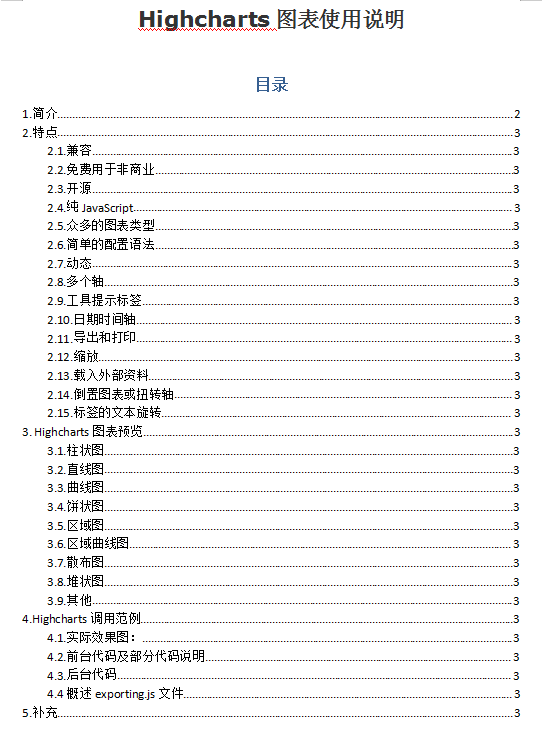 Highcharts 图表使用说明
目录
1.简介 2
2.特点 3
2.1.兼容 3
2.2.免费用于非商业 3
2.3.开源 3
2.4.纯 JavaScript 3
2.5.众多的图表类型 3
2.6.简单的配置语法 3
2.7.动态 3
2.8.多个轴 3
2.9.工具提示标签 3
2.10.日期时间轴 3
2.11.导出和打印 3
2.12.缩放 3
2.13.载入外部资料 3
2.14.倒置图表或扭转轴 3
2.15.标签的文本旋转 3
3. Highcharts 图表预览 3
3.1.柱状图 3
3.2.直线图 3
3.3.曲线图 3
3.4.饼状图 3
3.5.区域图 3
3.6.区域曲线图 3
3.7.散布图 3
3.8.堆状图 3
3.9.其他 3
4.Highcharts 调用范例 3
4.1.实际效果图： 3
4.2.前台代码及部分代码说明 3
4.3.后台代码 3
4.4 概述 exporting.js 文件 3
5.补充 3